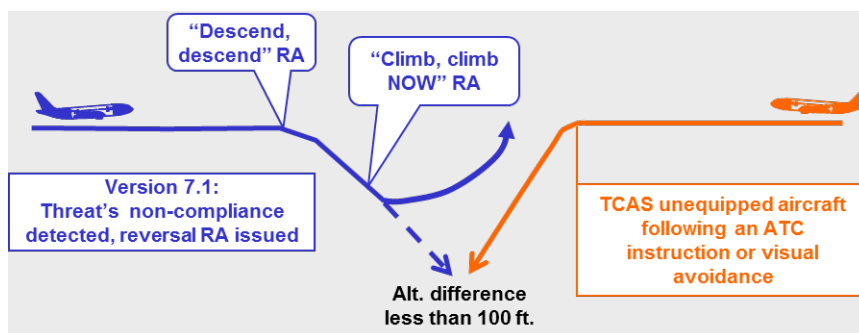 “Descend,
descend” RA
“Climb, climb
NOW” RA
Version 7.1:
Threat’s non-compliance
detected, reversal RA issued
TCAS unequipped aircraft
following an ATC
instruction or visual
avoidance
Alt. difference
less than 100 ft.